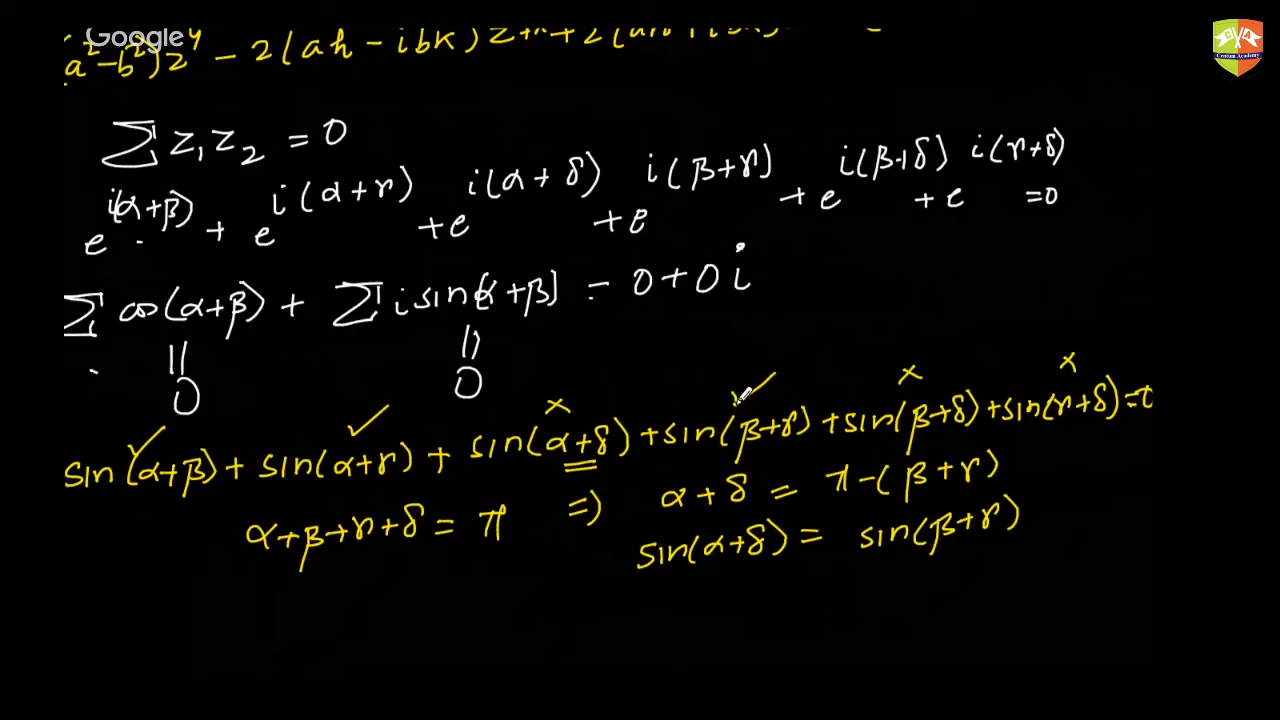 Google
(a²-b²)z⁴ - 2(ah - ibk)
Σ z₁z₂ = 0
e^{i(α+β)} + e^{i(α+γ)} + e^{i(α+δ)} + e^{i(β+γ)} + e^{i(β+δ)} + e^{i(γ+δ)} = 0
Σ cos(α+β) + Σ i sin(α+β) = 0 + 0i
|| ||
0 0
sin(α+β) + sin(α+γ) + sin(α+δ) + sin(β+γ) + sin(β+δ) + sin(γ+δ) = 0
α+β+γ+δ = π ⇒ α+δ = π-(β+γ)
sin(α+δ) = sin(β+γ)